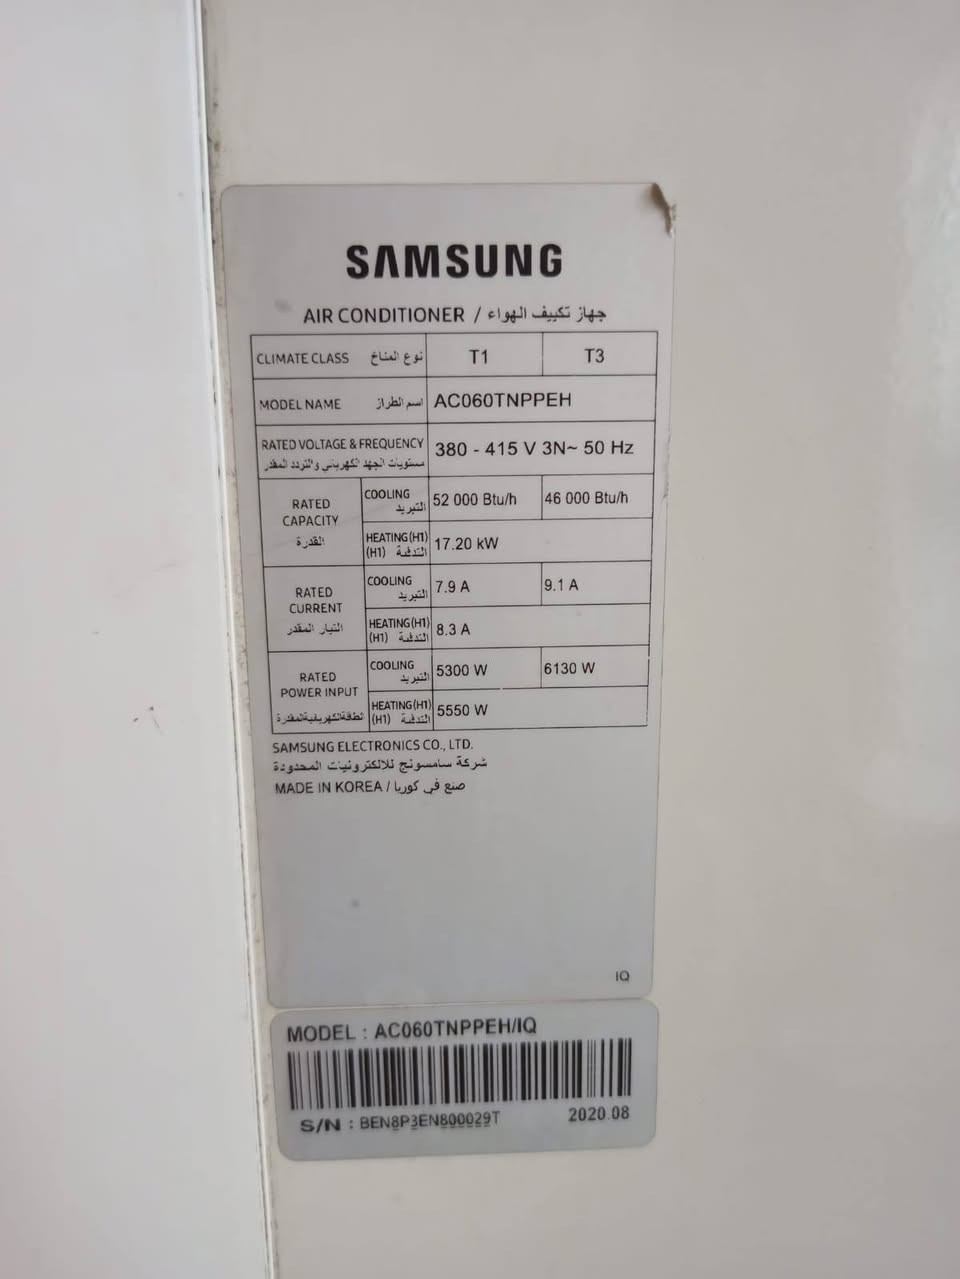 SAMSUNG
AIR CONDITIONER / جهاز تكييف الهواء
CLIMATE CLASS نوع المناخ T1 T3
MODEL NAME اسم الطراز AC060TNPPEH
RATED VOLTAGE & FREQUENCY 380 - 415 V 3N~ 50 Hz
مستويات الجهد الكهربائي والتردد المقدر
RATED CAPACITY القدرة
COOLING التبريد 52 000 Btu/h 46 000 Btu/h
HEATING(H1) (H1) التدفئة 17.20 kW
RATED CURRENT التيار المقدر
COOLING التبريد 7.9 A 9.1 A
HEATING(H1) (H1) التدفئة 8.3 A
RATED POWER INPUT الطاقة الكهربائية المقدرة
COOLING التبريد 5300 W 6130 W
HEATING(H1) (H1) التدفئة 5550 W
SAMSUNG ELECTRONICS CO., LTD.
شركة سامسونج للالكترونيات المحدودة
MADE IN KOREA / صنع في كوريا
IQ
MODEL : AC060TNPPEH/IQ
S/N : BEN8P3EN800029T 2020.08